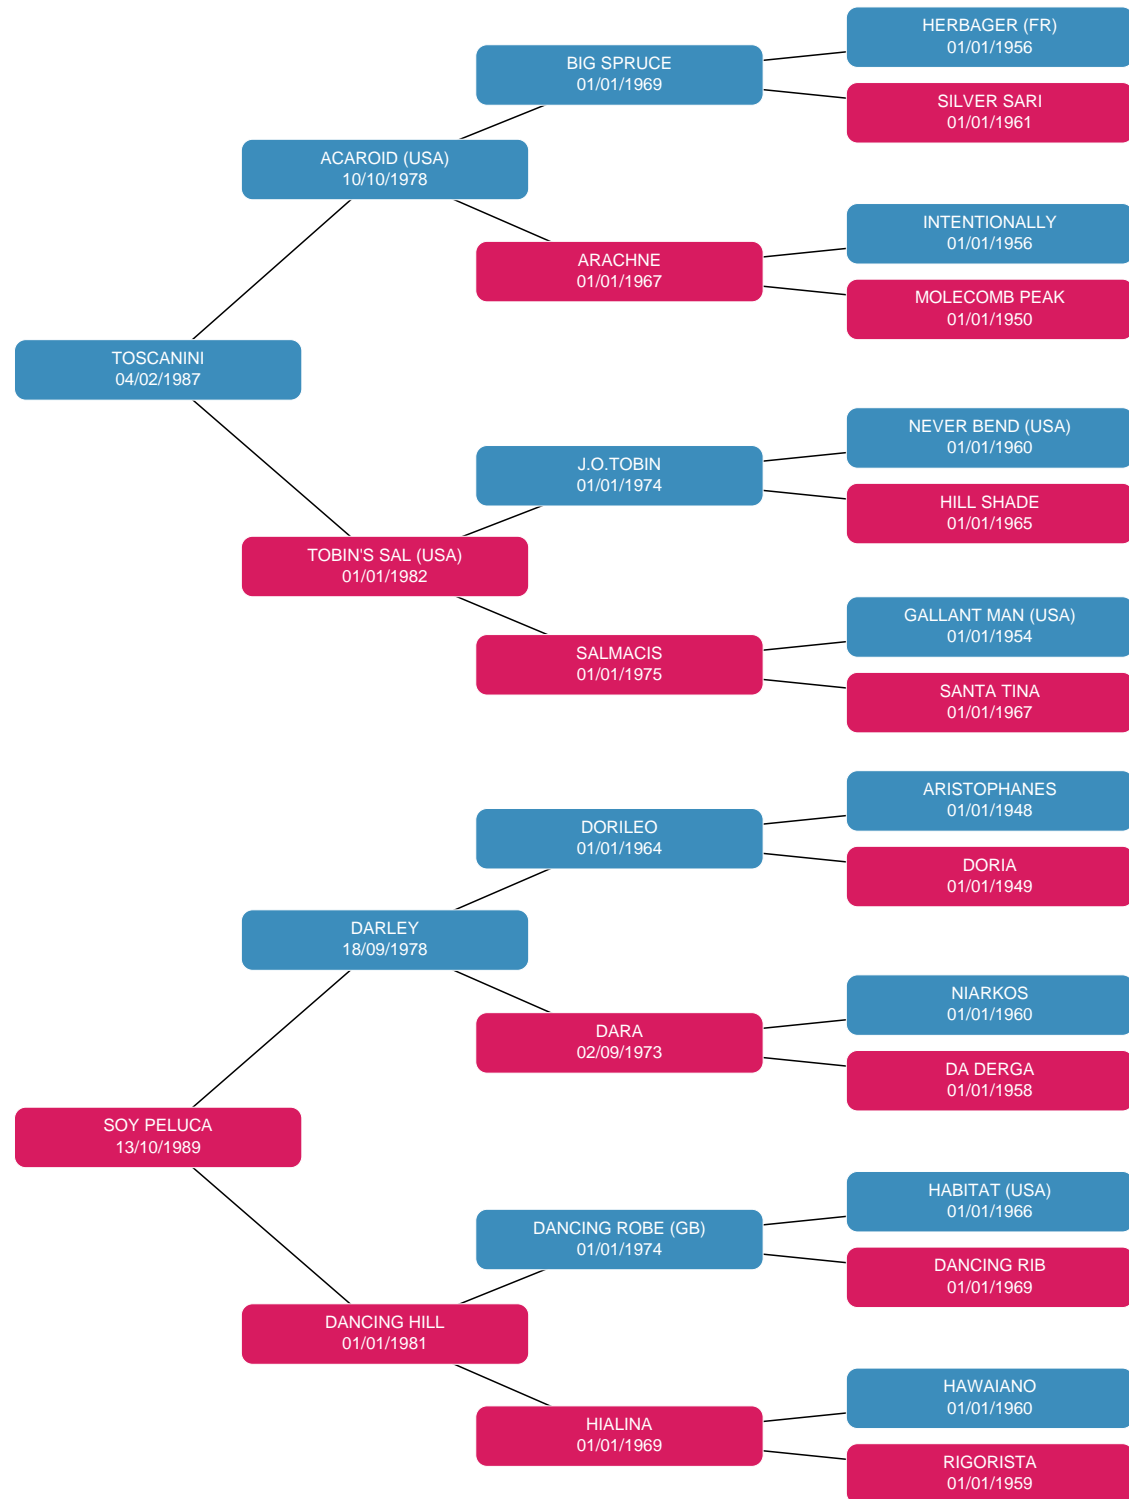 HERBAGER (FR)
01/01/1956
BIG SPRUCE
01/01/1969
SILVER SARI
01/01/1961
ACAROID (USA)
10/10/1978
INTENTIONALLY
01/01/1956
ARACHNE
01/01/1967
MOLECOMB PEAK
01/01/1950
TOSCANINI
04/02/1987
NEVER BEND (USA)
01/01/1960
J.O.TOBIN
01/01/1974
HILL SHADE
01/01/1965
TOBIN'S SAL (USA)
01/01/1982
GALLANT MAN (USA)
01/01/1954
SALMACIS
01/01/1975
SANTA TINA
01/01/1967
ARISTOPHANES
01/01/1948
DORILEO
01/01/1964
DORIA
01/01/1949
DARLEY
18/09/1978
NIARKOS
01/01/1960
DARA
02/09/1973
DA DERGA
01/01/1958
SOY PELUCA
13/10/1989
HABITAT (USA)
01/01/1966
DANCING ROBE (GB)
01/01/1974
DANCING RIB
01/01/1969
DANCING HILL
01/01/1981
HAWAIANO
01/01/1960
HIALINA
01/01/1969
RIGORISTA
01/01/1959